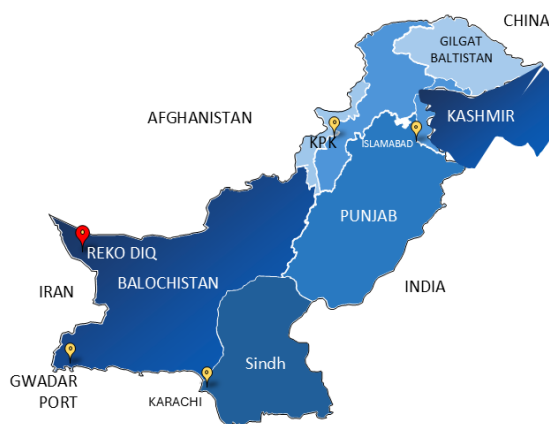 CHINA
GILGAT
BALTISTAN
AFGHANISTAN
KASHMIR
KPK
ISLAMABAD
PUNJAB
REKO DIQ
BALOCHISTAN
IRAN
INDIA
GWADAR
PORT
Sindh
KARACHI